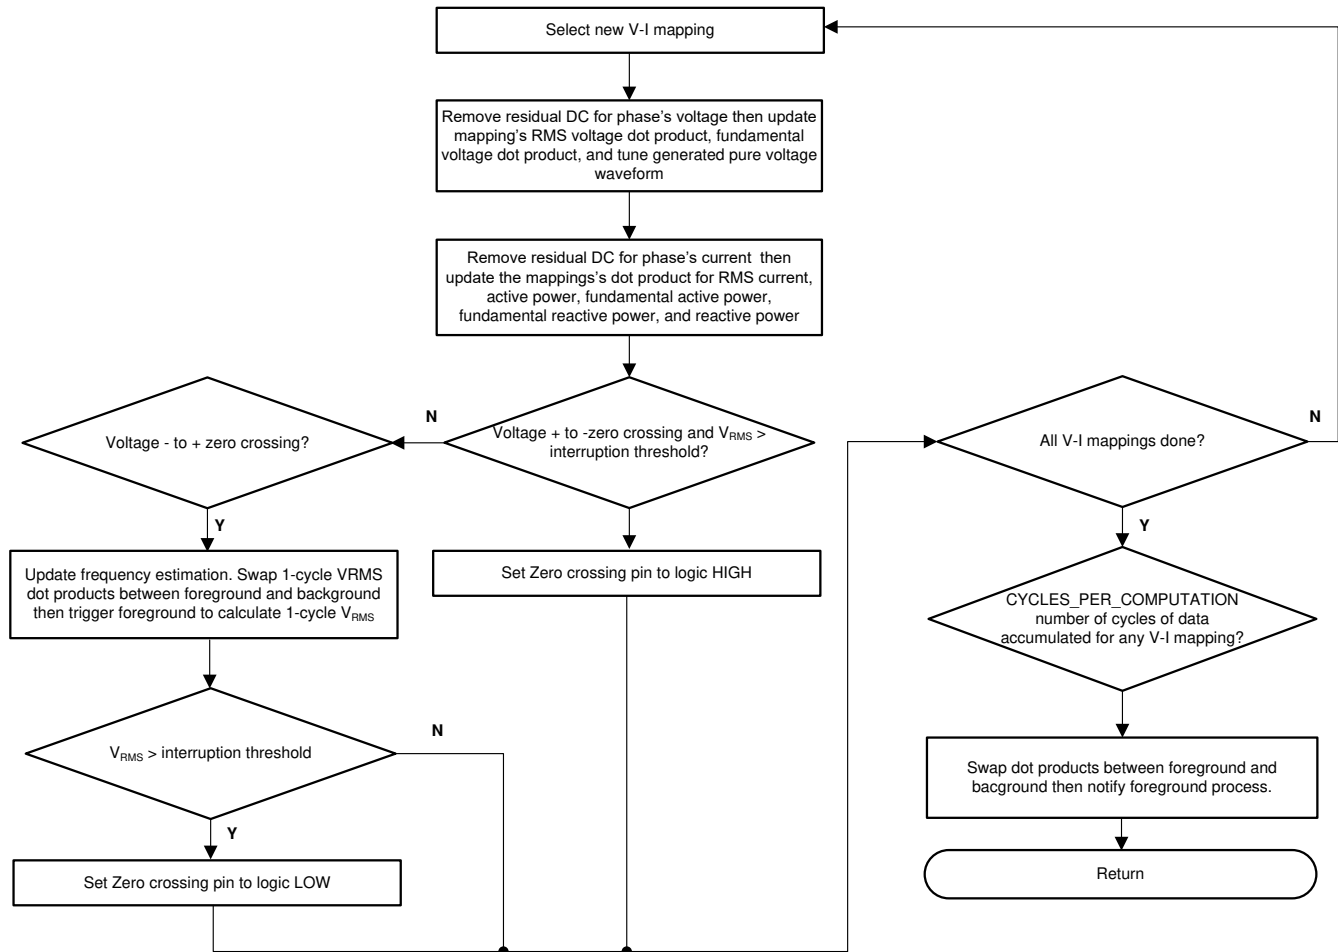 Select new V-I mapping
Remove residual DC for phase's voltage then update
mapping's RMS voltage dot product, fundamental
voltage dot product, and tune generated pure voltage
waveform
Remove residual DC for phase's current then
update the mappings's dot product for RMS current,
active power, fundamental active power,
fundamental reactive power, and reactive power
Voltage + to -zero crossing and VRMS >
interruption threshold?
N
Voltage - to + zero crossing?
Y
Update frequency estimation. Swap 1-cycle VRMS
dot products between foreground and background
then trigger foreground to calculate 1-cycle VRMS
VRMS > interruption threshold
N
Y
Set Zero crossing pin to logic LOW
Set Zero crossing pin to logic HIGH
All V-I mappings done?
N
Y
CYCLES_PER_COMPUTATION
number of cycles of data
accumulated for any V-I mapping?
Swap dot products between foreground and
bacground then notify foreground process.
Return